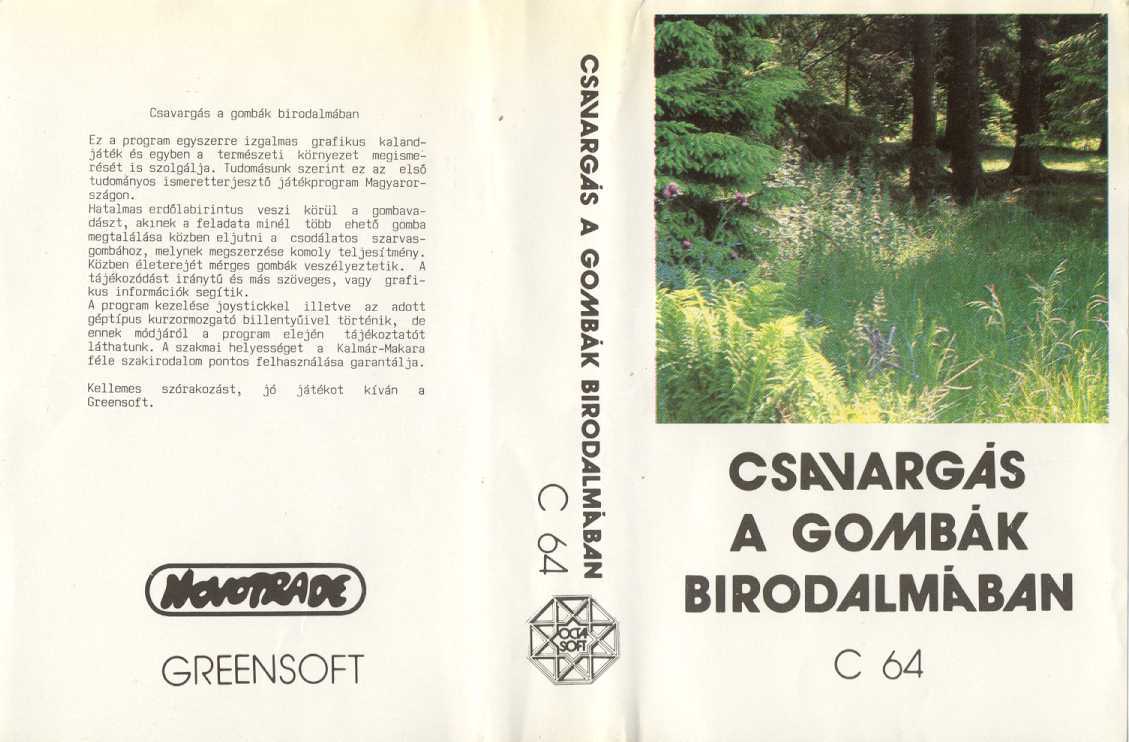 Csavargás a gombák birodalmában
Ez a program egyszerre izgalmas grafikus kaland-
játék és egyben a természeti környezet megisme-
rését is szolgálja. Tudomásunk szerint ez az első
tudományos ismeretterjesztő játékprogram Magyaror-
szágon.
Hatalmas erdőlabirintus veszi körül a gombava-
dászt, akinek a feladata minél több ehető gomba
megtalálása közben eljutni a csodálatos szarvas-
gombához, melynek megszerzése komoly teljesítmény.
Közben életerejét mérges gombák veszélyeztetik. A
tájékozódást iránytű és más szöveges, vagy grafi-
kus információk segítik.
A program kezelése joystickkel illetve az adott
géptípus kurzormozgató billentyűivel történik, de
ennek módjáról a program elején tájékoztatót
láthatunk. A szakmai helyességet a Kalmár-Makara
féle szakirodalom pontos felhasználása garantálja.
Kellemes szórakozást, jó játékot kíván a
Greensoft.
NOVOTRADE
GREENSOFT
CSAVARGÁS A GOMBÁK BIRODALMÁBAN
C 64
OCTA
SOFT
CSAVARGÁS
A GOMBÁK
BIRODALMÁBAN
C 64